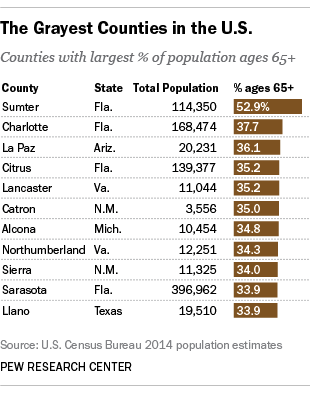 The Grayest Counties in the U.S.
Counties with largest % of population ages 65+
County State Total Population % ages 65+
Sumter Fla. 114,350 52.9%
Charlotte Fla. 168,474 37.7
La Paz Ariz. 20,231 36.1
Citrus Fla. 139,377 35.2
Lancaster Va. 11,044 35.2
Catron N.M. 3,556 35.0
Alcona Mich. 10,454 34.8
Northumberland Va. 12,251 34.3
Sierra N.M. 11,325 34.0
Sarasota Fla. 396,962 33.9
Llano Texas 19,510 33.9
Source: U.S. Census Bureau 2014 population estimates
PEW RESEARCH CENTER